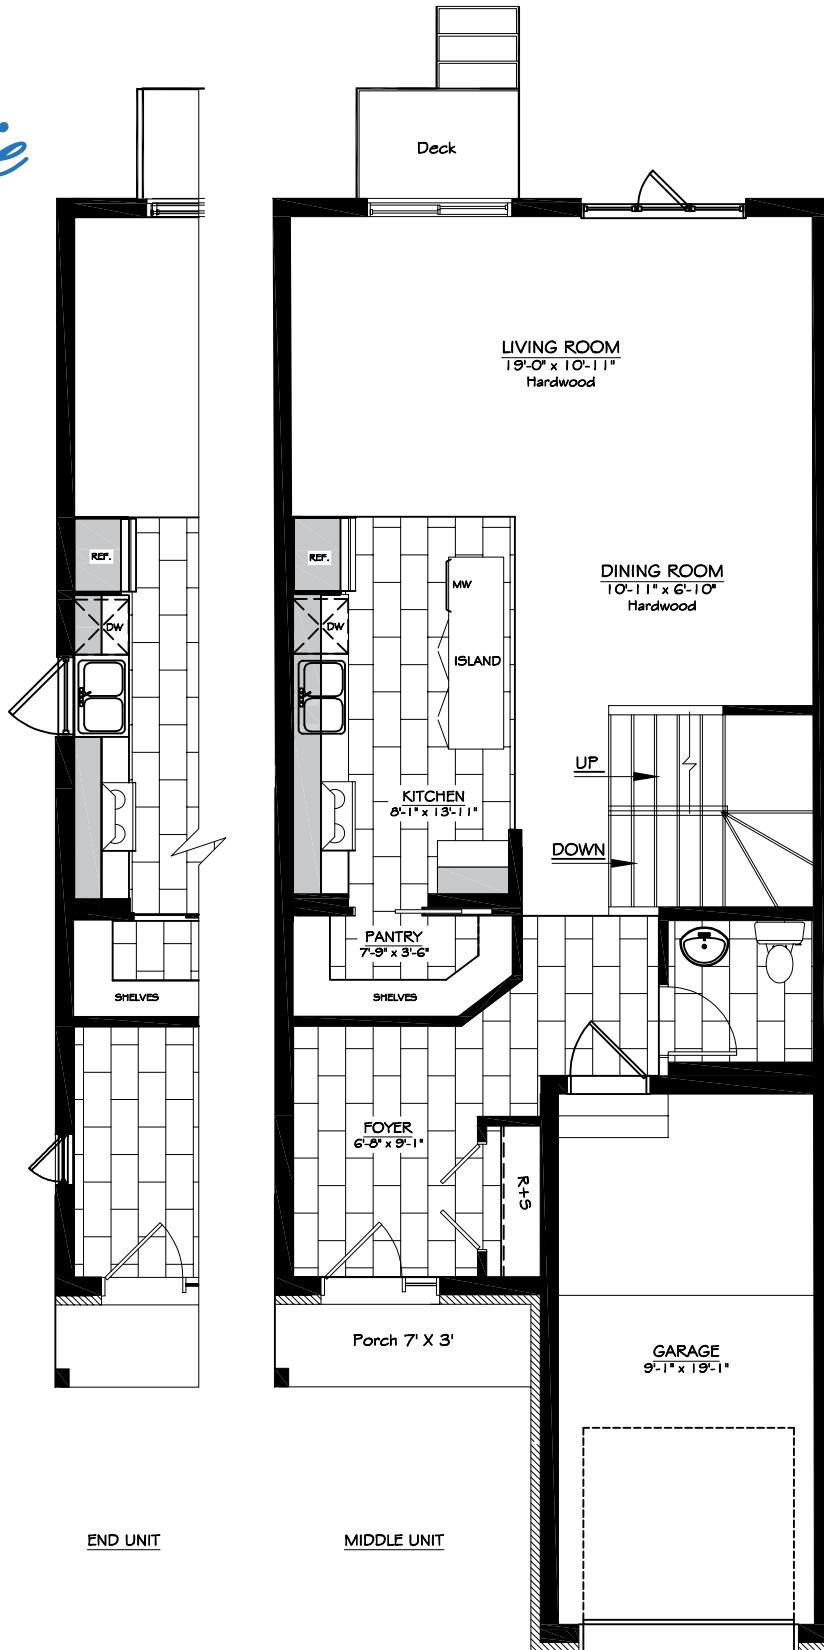 Deck
LIVING ROOM
19'-0" x 10'-11"
Hardwood
REF.
REF.
MW
DINING ROOM
10'-11" x 6'-10"
Hardwood
DW
DW
ISLAND
UP
KITCHEN
8'-1" x 13'-11"
DOWN
PANTRY
7'-9" x 3'-6"
SHELVES
SHELVES
FOYER
6'-8" x 9'-1"
R+S
Porch 7' X 3'
GARAGE
9'-1" x 19'-1"
END UNIT
MIDDLE UNIT